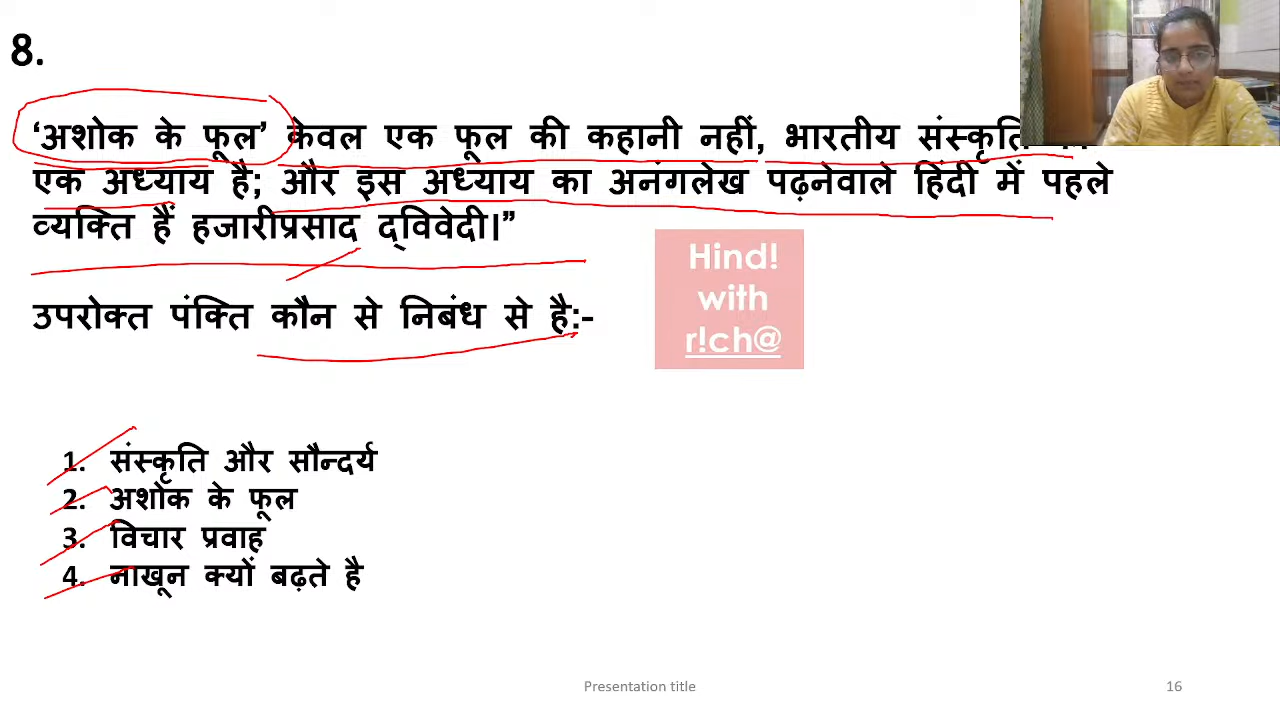 8.
‘अशोक के फूल’ केवल एक फूल की कहानी नहीं, भारतीय संस्कृति
एक अध्याय है; और इस अध्याय का अनंगलेख पढ़नेवाले हिंदी में पहले
व्यक्ति हैं हजारीप्रसाद द्विवेदी।”
Hind!
with
r!ch@
उपरोक्त पंक्ति कौन से निबंध से है:-
1. संस्कृति और सौन्दर्य
2. अशोक के फूल
3. विचार प्रवाह
4. नाखून क्यों बढ़ते है
Presentation title
16